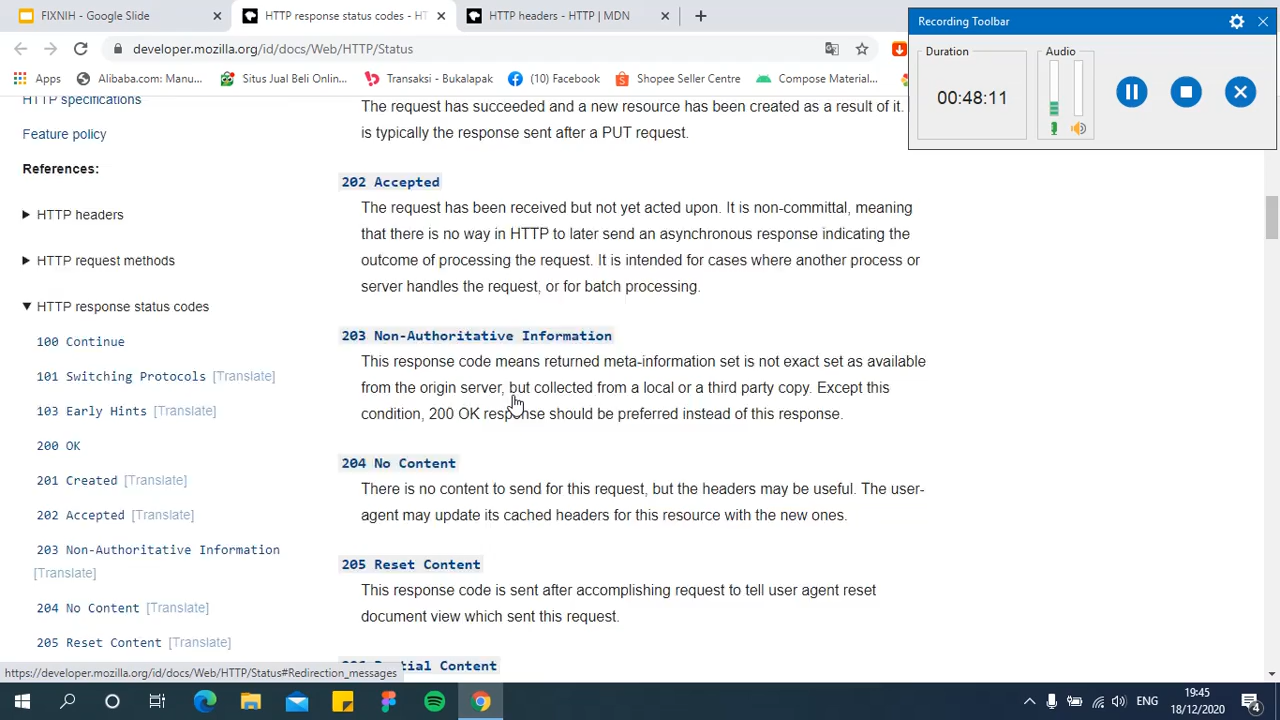 FIXNIH - Google Slide
HTTP response status codes - HT
HTTP headers - HTTP | MDN
Recording Toolbar
developer.mozilla.org/id/docs/Web/HTTP/Status
Duration
Audio
00:48:11
Apps
Alibaba.com: Manu...
Situs Jual Beli Onlin...
Transaksi - Bukalapak
(10) Facebook
Shopee Seller Centre
Compose Material...
HTTP specifications
Feature policy
References:
HTTP headers
HTTP request methods
HTTP response status codes
100 Continue
101 Switching Protocols [Translate]
103 Early Hints [Translate]
200 OK
201 Created [Translate]
202 Accepted [Translate]
203 Non-Authoritative Information
[Translate]
204 No Content [Translate]
205 Reset Content [Translate]
The request has succeeded and a new resource has been created as a result of it.
is typically the response sent after a PUT request.
202 Accepted
The request has been received but not yet acted upon. It is non-committal, meaning
that there is no way in HTTP to later send an asynchronous response indicating the
outcome of processing the request. It is intended for cases where another process or
server handles the request, or for batch processing.
203 Non-Authoritative Information
This response code means returned meta-information set is not exact set as available
from the origin server, but collected from a local or a third party copy. Except this
condition, 200 OK response should be preferred instead of this response.
204 No Content
There is no content to send for this request, but the headers may be useful. The user-
agent may update its cached headers for this resource with the new ones.
205 Reset Content
This response code is sent after accomplishing request to tell user agent reset
document view which sent this request.
Content
https://developer.mozilla.org/id/docs/Web/HTTP/Status#Redirection_messages
ENG
19:45
18/12/2020
4